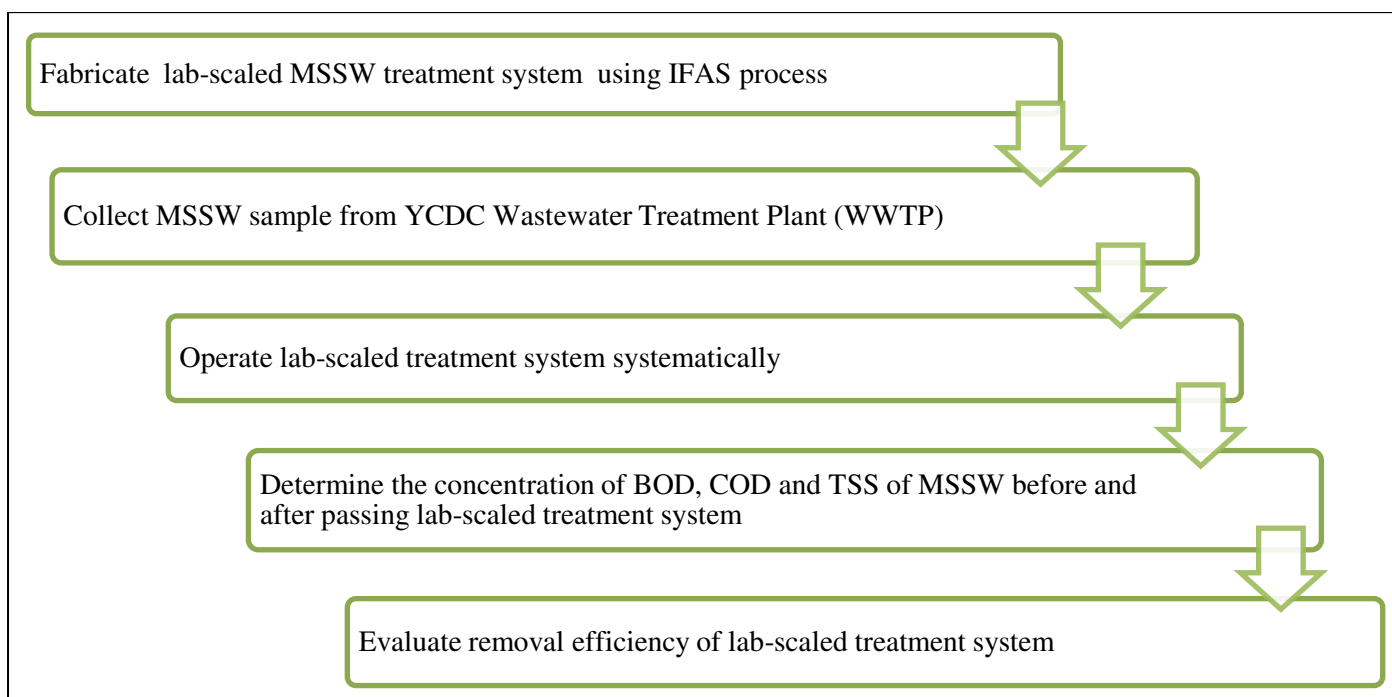 Fabricate lab-scaled MSSW treatment system using IFAS process
Collect MSSW sample from YCDC Wastewater Treatment Plant (WWTP)
Operate lab-scaled treatment system systematically
Determine the concentration of BOD, COD and TSS of MSSW before and
after passing lab-scaled treatment system
Evaluate removal efficiency of lab-scaled treatment system